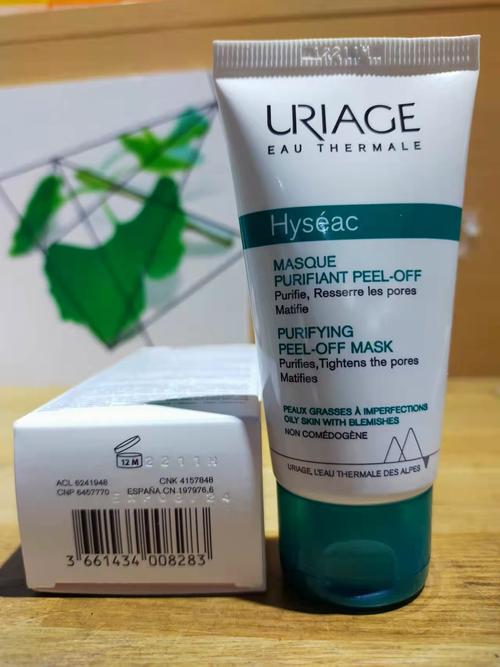 URIAGE
EAU THERMALE
Hyséac
MASQUE
PURIFIANT PEEL-OFF
Purifie, Resserre les pores
Matifie
PURIFYING
PEEL-OFF MASK
Purifies,Tightens the pores
Matifies
PEAUX GRASSES À IMPERFECTIONS
OILY SKIN WITH BLEMISHES
NON COMÉDOGÈNE
URIAGE, L'EAU THERMALE DES ALPES
12 M
ACL 6241948 CNK 4157848
CNP 6457770 ESPAÑA.CN 197976,6
3 661434 008283